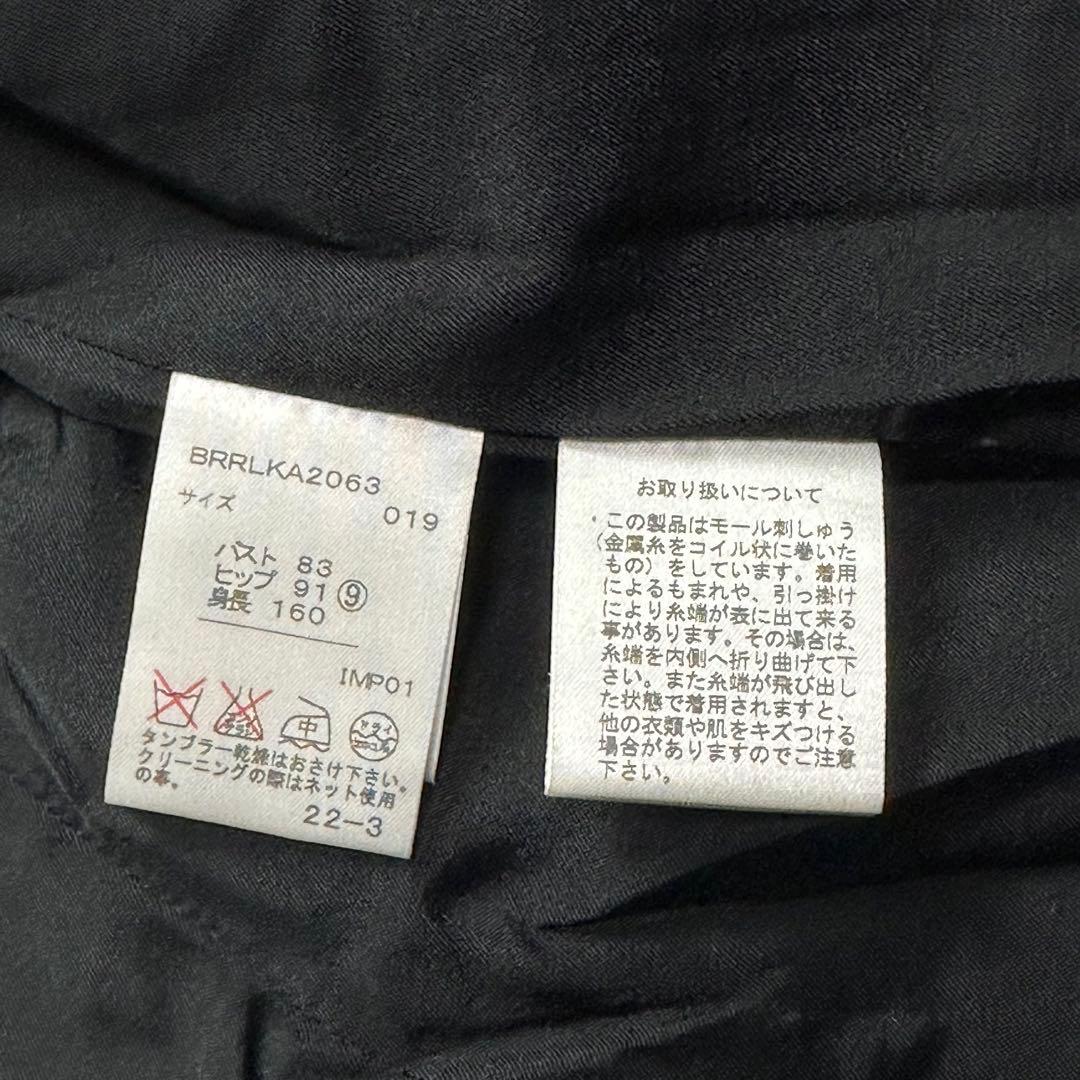 BRRLKA2063
サイズ
019
バスト 83
ヒップ 91 ⑨
身長 160
IMP01
中
ドライ
タンブラー乾燥はおさけ下さい。
クリーニングの際はネット使用
の事。
22-3
お取り扱いについて
・この製品はモール刺しゅう
(金属糸をコイル状に巻いた
もの)をしています。着用
によるもまれや、引っ掛け
により糸端が表に出て来る
事があります。その場合は、
糸端を内側へ折り曲げて下
さい。また糸端が飛び出し
た状態で着用されますと、
他の衣類や肌をキズつける
場合がありますのでご注意
下さい。